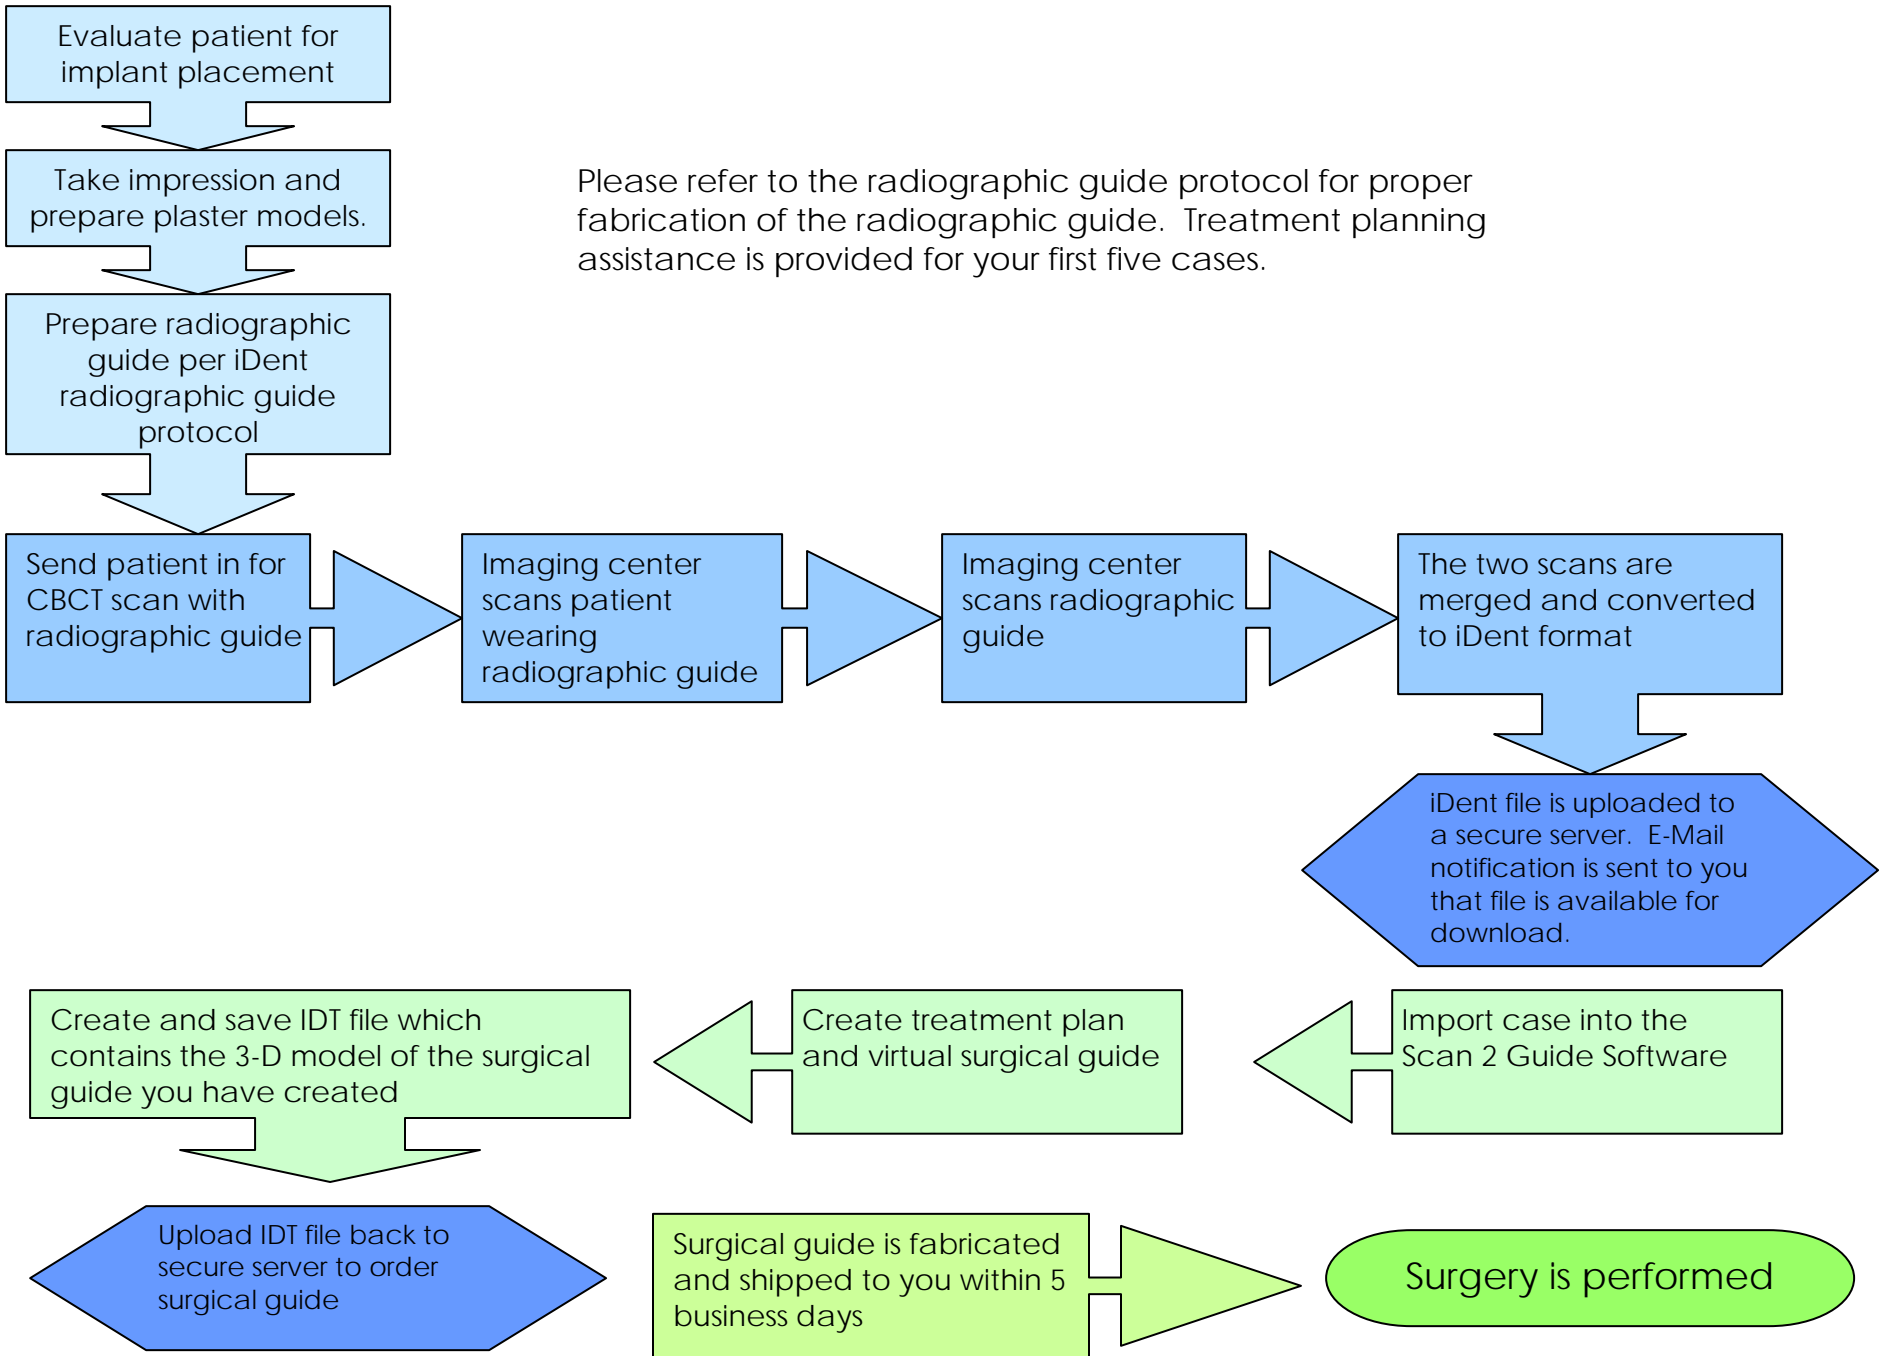 Evaluate patient for
implant placement
Take impression and
prepare plaster models.
Please refer to the radiographic guide protocol for proper
fabrication of the radiographic guide.  Treatment planning
assistance is provided for your first five cases.
Prepare radiographic
guide per iDent
radiographic guide
protocol
Send patient in for
CBCT scan with
radiographic guide
Imaging center
scans patient
wearing
radiographic guide
Imaging center
scans radiographic
guide
The two scans are
merged and converted
to iDent format
iDent file is uploaded to
a secure server.  E-Mail
notification is sent to you
that file is available for
download.
Import case into the
Scan 2 Guide Software
Create treatment plan
and virtual surgical guide
Create and save IDT file which
contains the 3-D model of the surgical
guide you have created
Upload IDT file back to
secure server to order
surgical guide
Surgical guide is fabricated
and shipped to you within 5
business days
Surgery is performed